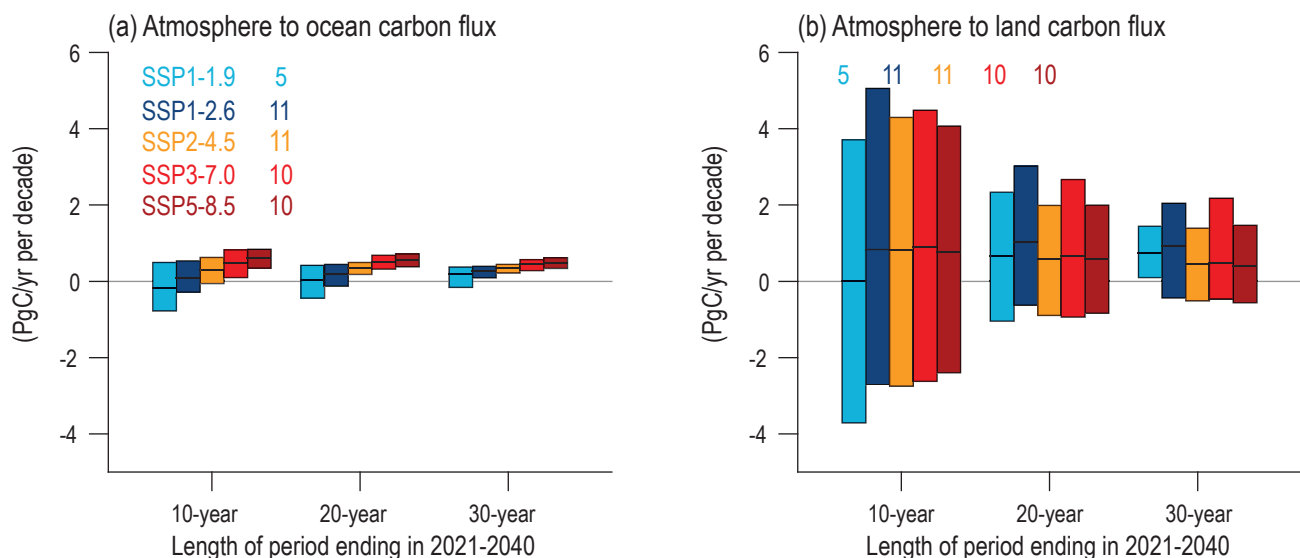 (a) Atmosphere to ocean carbon flux
6
4
2
0
-2
-4
(PgC/yr per decade)
SSP1-1.9 5
SSP1-2.6 11
SSP2-4.5 11
SSP3-7.0 10
SSP5-8.5 10
10-year 20-year 30-year
Length of period ending in 2021-2040
(b) Atmosphere to land carbon flux
6
4
2
0
-2
-4
(PgC/yr per decade)
5 11 11 10 10
10-year 20-year 30-year
Length of period ending in 2021-2040